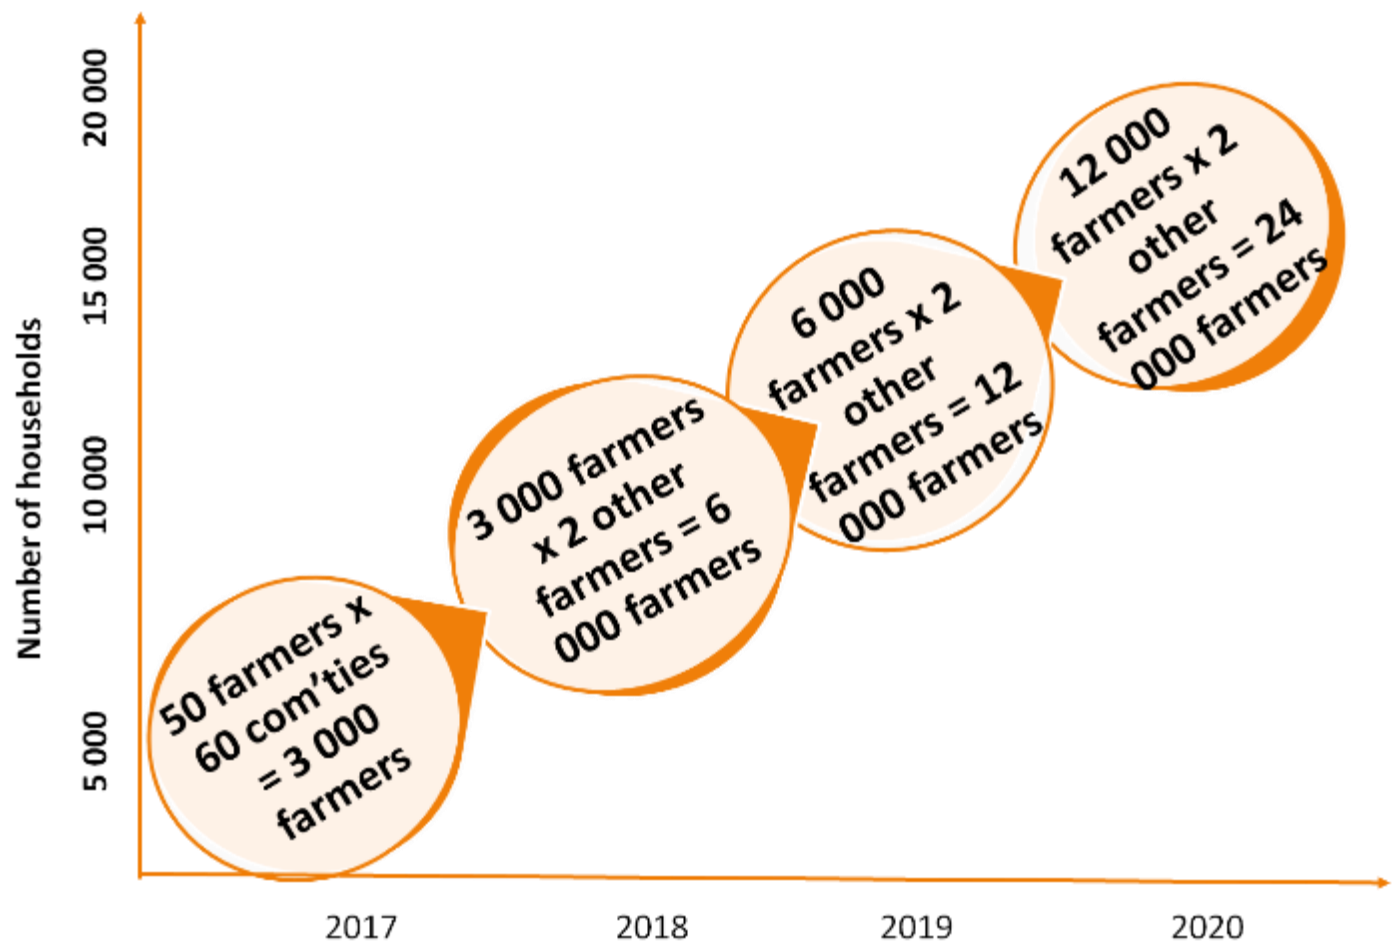 Number of households
20 000
15 000
10 000
5 000
50 farmers x
60 com’ties
= 3 000
farmers
3 000 farmers
x 2 other
farmers = 6
000 farmers
6 000
farmers x 2
other
farmers = 12
000 farmers
12 000
farmers x 2
other
farmers = 24
000 farmers
2017
2018
2019
2020